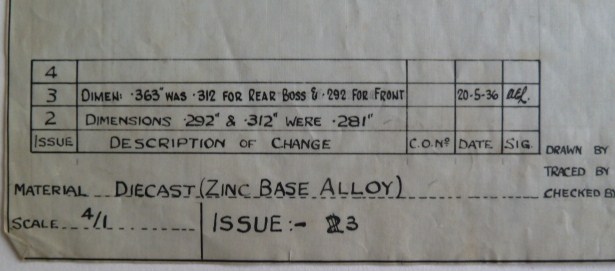 4
3 DIMEN: ·363" WAS ·312 FOR REAR BOSS & ·292 FOR FRONT 20-5-36
2 DIMENSIONS ·292" & ·312" WERE ·281"
ISSUE DESCRIPTION OF CHANGE C.O.Nº DATE SIG.
DRAWN BY
TRACED BY
MATERIAL DIECAST (ZINC BASE ALLOY)
CHECKED BY
SCALE 4/1 ISSUE:- 3